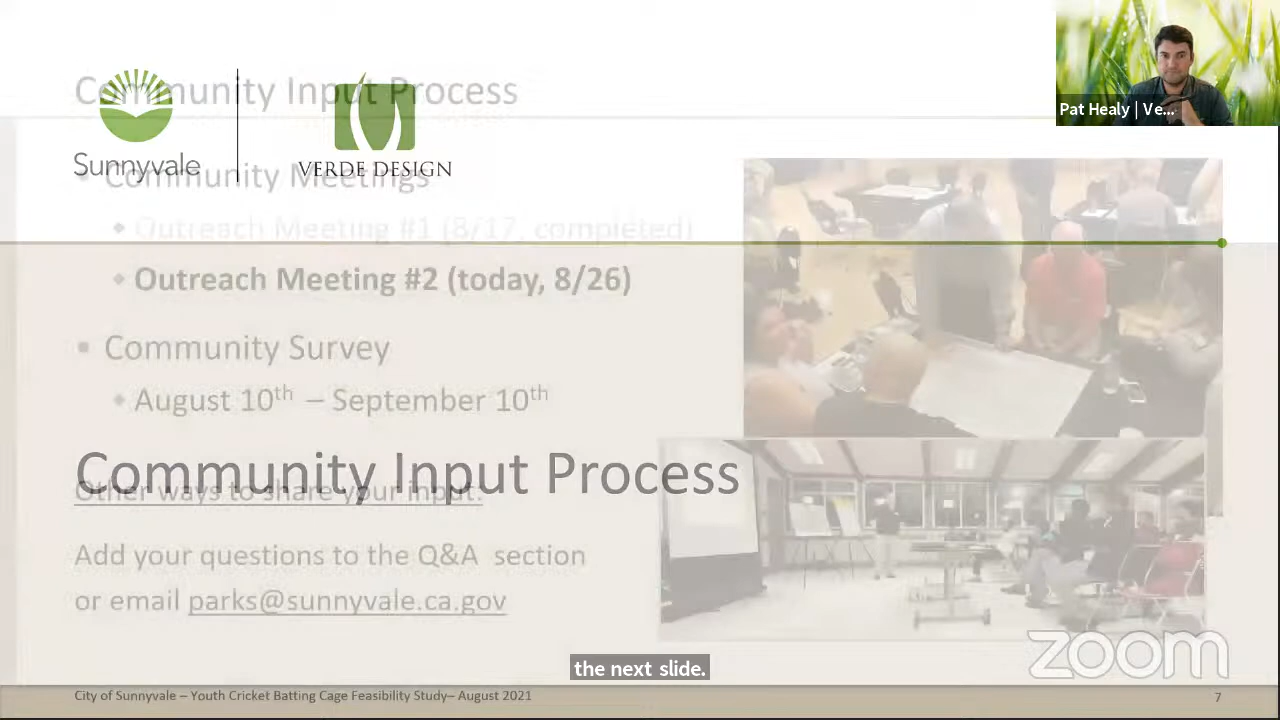 Community Input Process
Sunnyvale
VERDE DESIGN
Pat Healy | Ve...
• Community Meetings
Outreach Meeting #1 (8/17, completed)
Outreach Meeting #2 (today, 8/26)
Community Survey
August 10th – September 10th
Community Input Process
Other ways to share your input:
Add your questions to the Q&A section
or email parks@sunnyvale.ca.gov
the next slide.
zoom
City of Sunnyvale – Youth Cricket Batting Cage Feasibility Study– August 2021
7